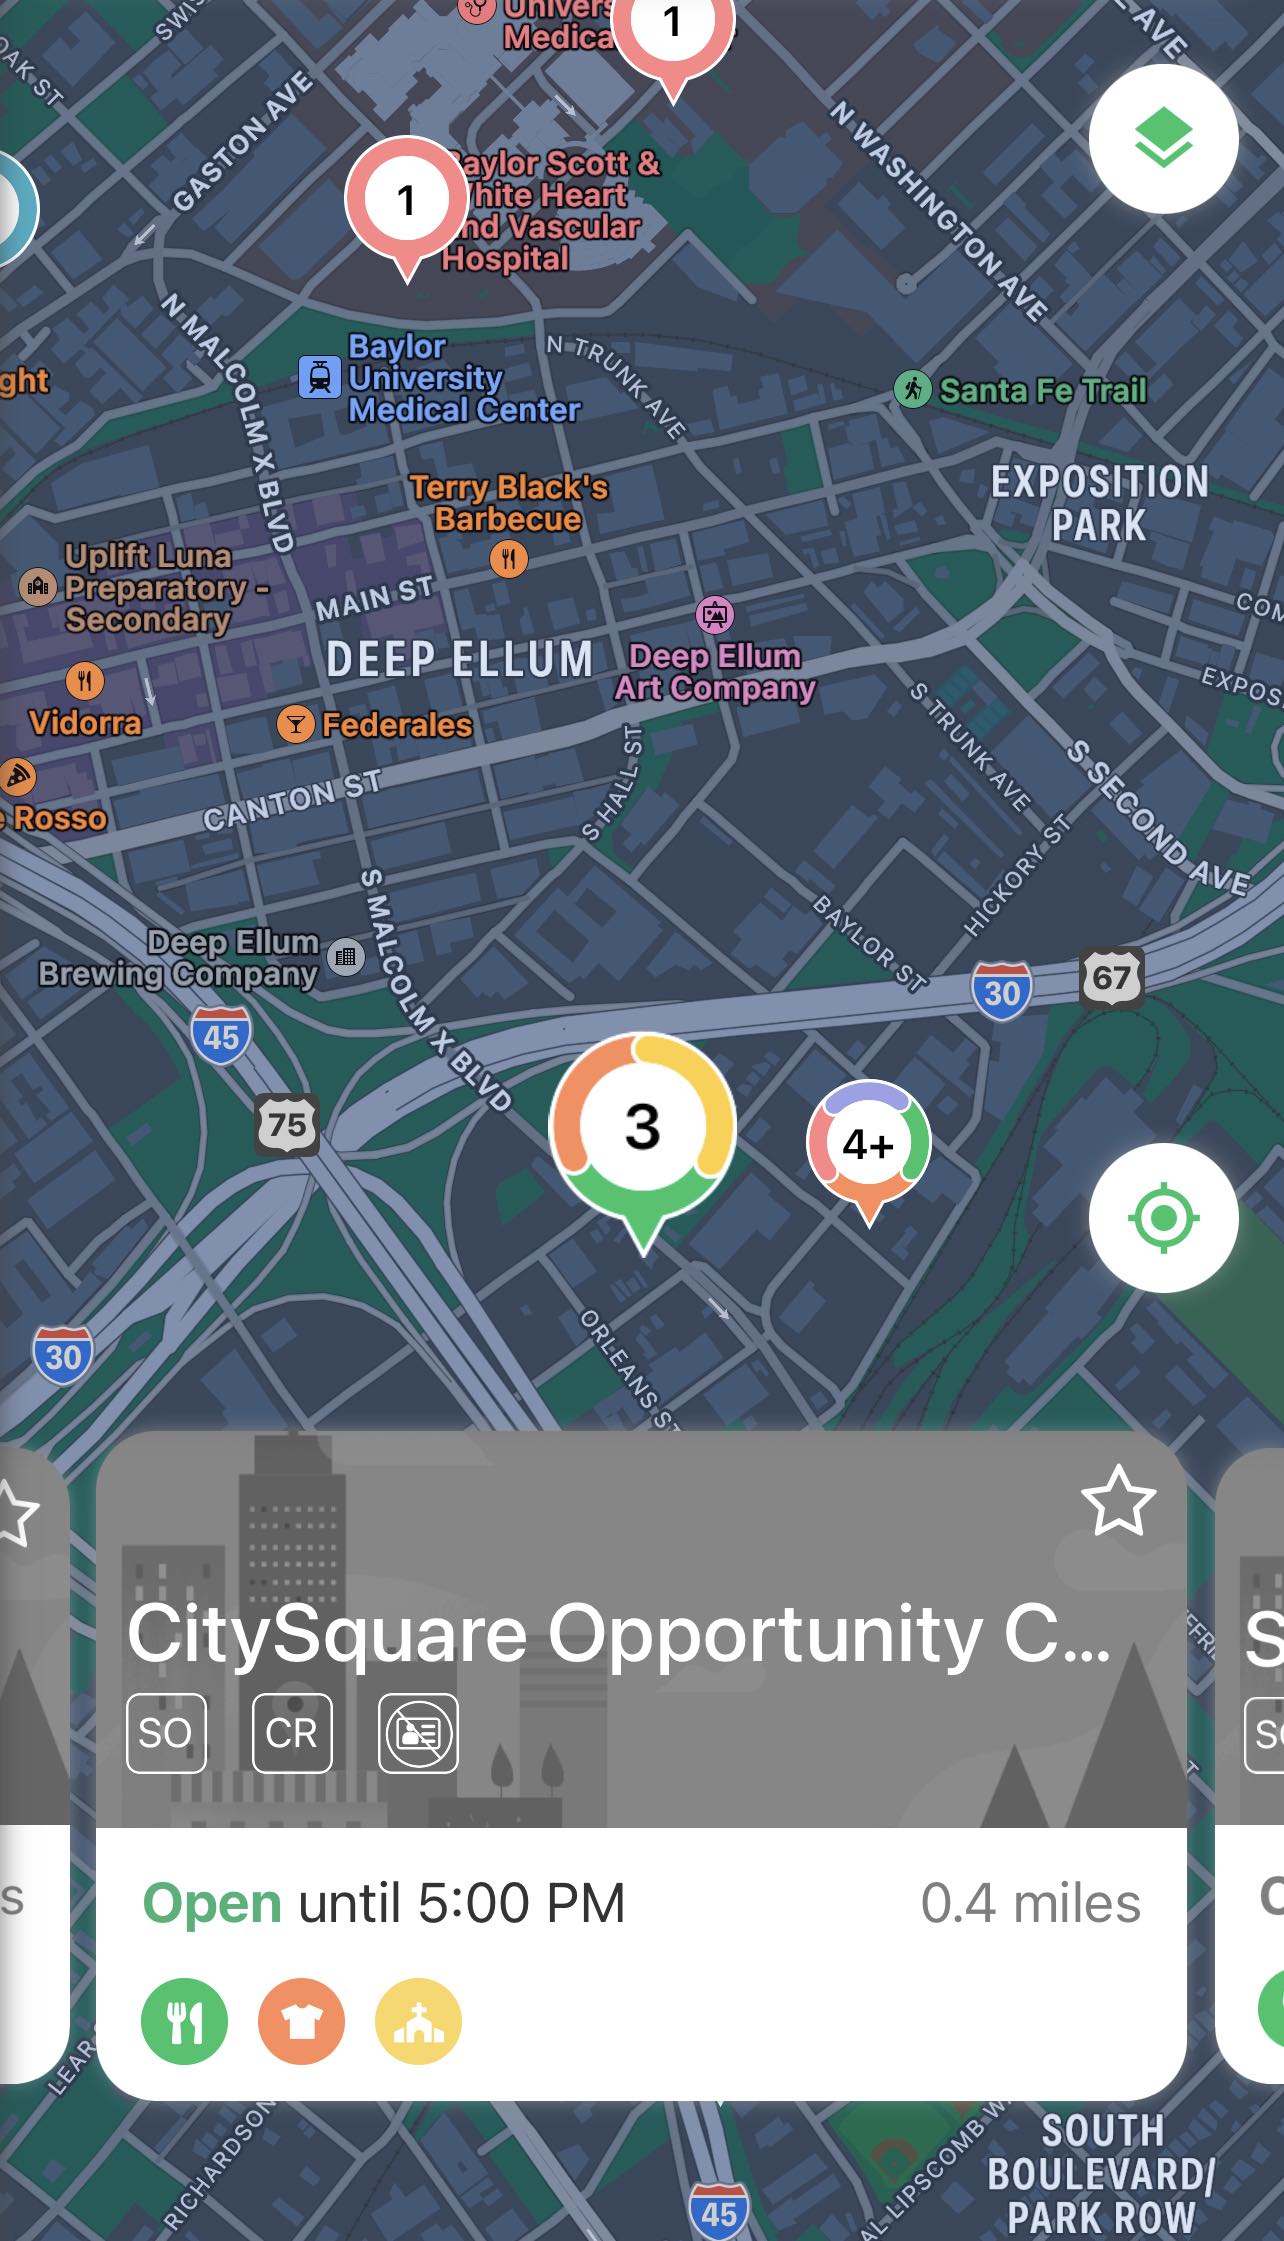 SWIS
OAK ST
GASTON AVE
Univers
Medica
1
L AVE
N WASHINGTON AVE
1
Baylor Scott &
White Heart
and Vascular
Hospital
N MALCOLM X BLVD
Baylor
University
Medical Center
N TRUNK AVE
ght
Santa Fe Trail
Terry Black's
Barbecue
EXPOSITION
PARK
Uplift Luna
Preparatory -
Secondary
MAIN ST
DEEP ELLUM
Deep Ellum
Art Company
COM
EXPOS
Vidorra
Federales
e Rosso
CANTON ST
S HALL ST
S TRUNK AVE
S SECOND AVE
HICKORY ST
BAYLOR ST
S MALCOLM X BLVD
Deep Ellum
Brewing Company
45
30
67
75
3
4+
30
ORLEANS ST
CitySquare Opportunity C...
SO
CR
S
SO
Open until 5:00 PM
0.4 miles
s
O
LEAR
RICHARDSON
AL LIPSCOMB W
45
SOUTH
BOULEVARD/
PARK ROW